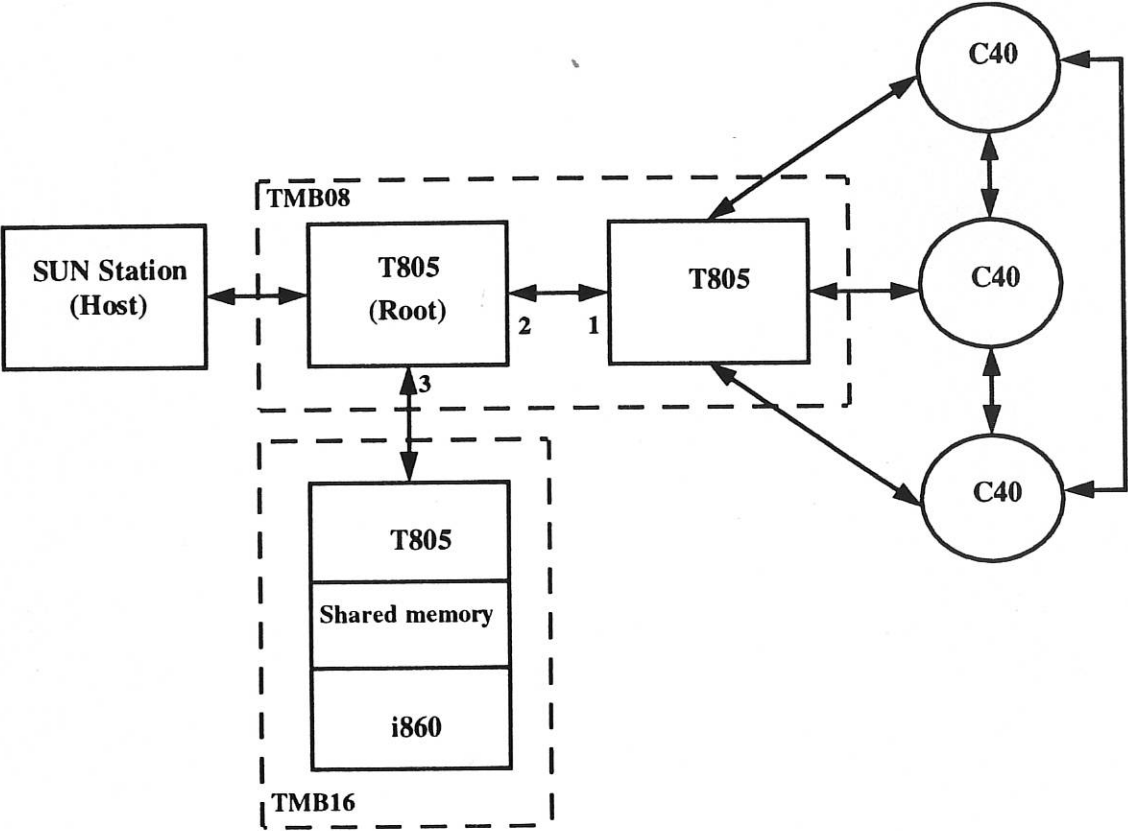 C40
TMB08
SUN Station
(Host)
T805
(Root)
T805
C40
2
1
3
C40
T805
Shared memory
i860
TMB16